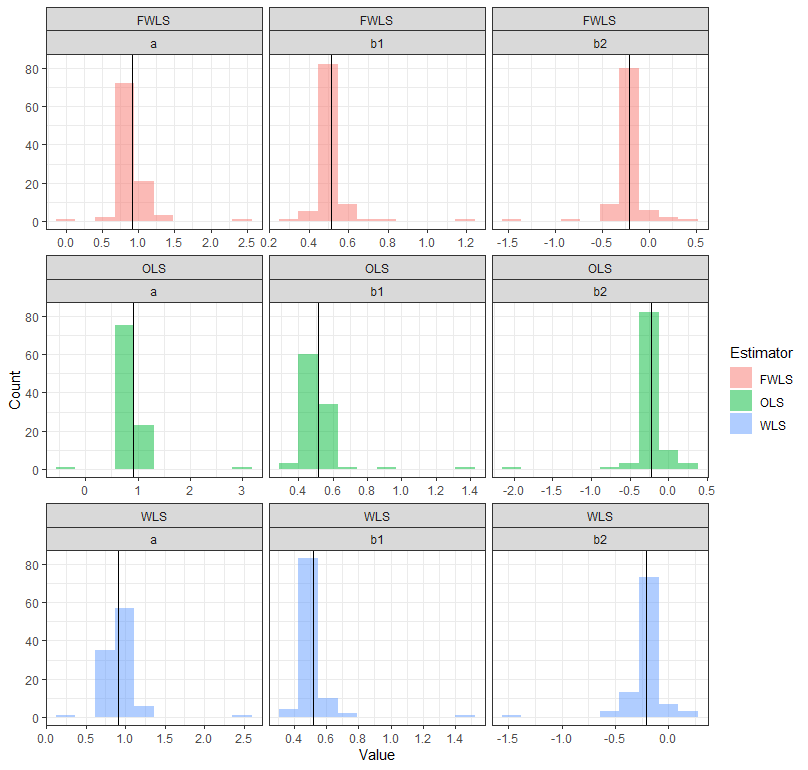 FWLS FWLS FWLS
a b1 b2
80
60
40
20
0
0.0 0.5 1.0 1.5 2.0 2.5 0.2 0.4 0.6 0.8 1.0 1.2 -1.5 -1.0 -0.5 0.0 0.5
OLS OLS OLS
a b1 b2
80
60
40
20
0
0 1 2 3 0.4 0.6 0.8 1.0 1.2 1.4 -2.0 -1.5 -1.0 -0.5 0.0 0.5
WLS WLS WLS
a b1 b2
80
60
40
20
0
0.0 0.5 1.0 1.5 2.0 2.5 0.4 0.6 0.8 1.0 1.2 1.4 -1.5 -1.0 -0.5 0.0
Value
Count
Estimator
FWLS
OLS
WLS